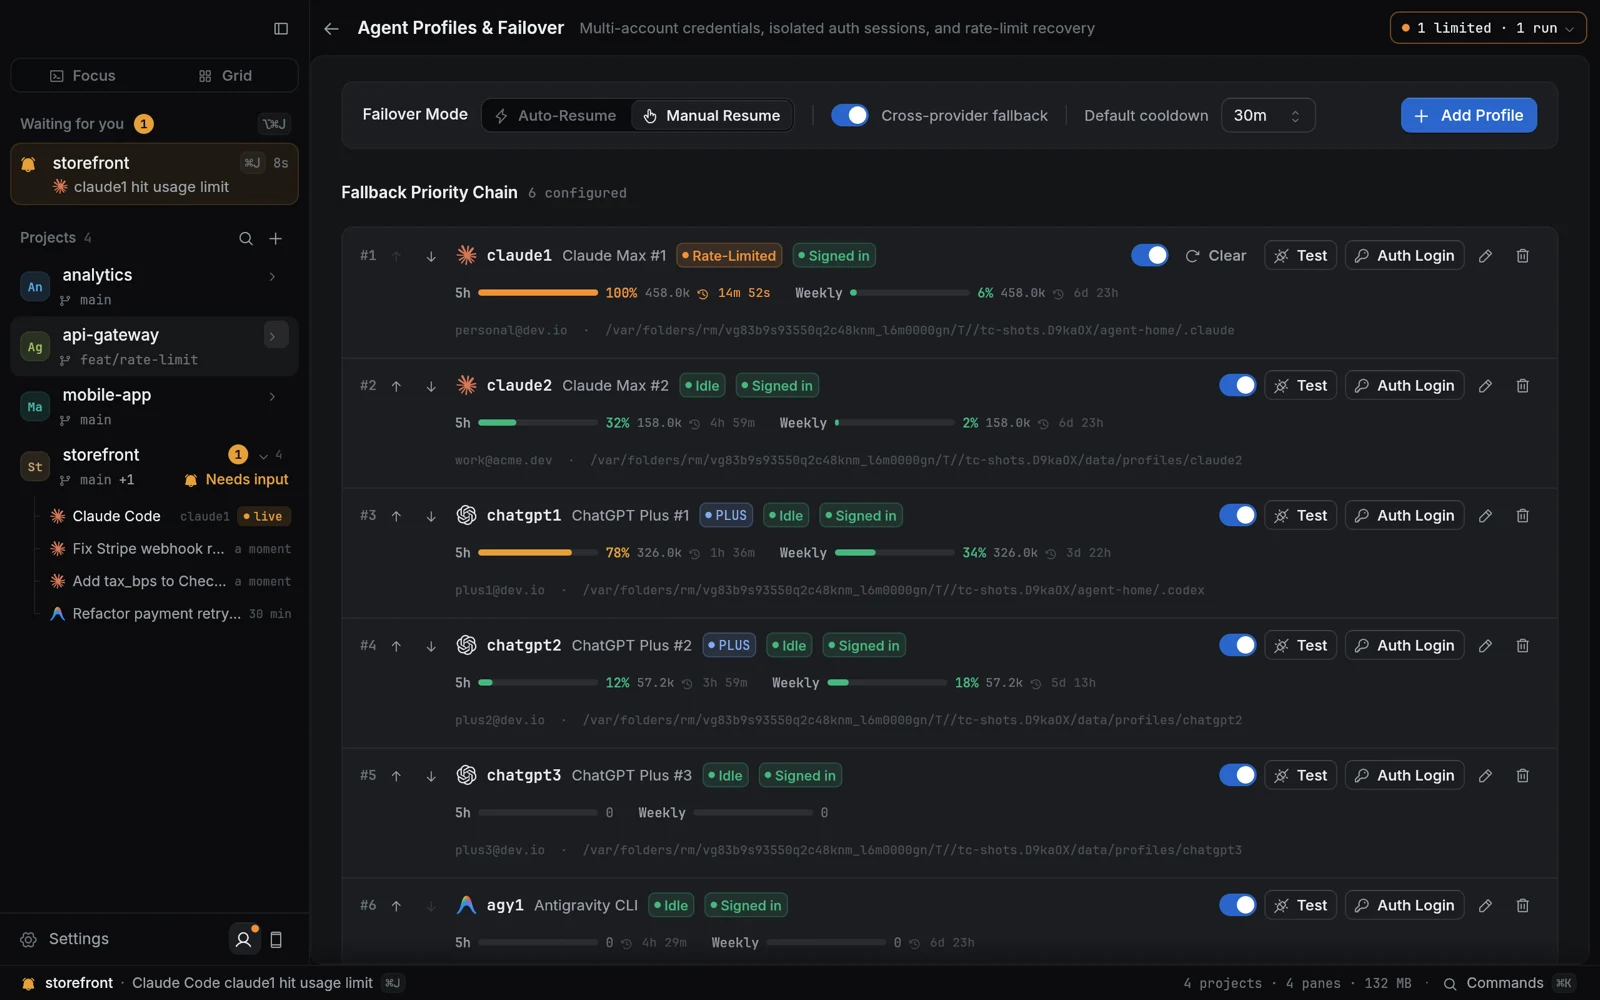 Agent Profiles & Failover Multi-account credentials, isolated auth sessions, and rate-limit recovery
1 limited · 1 run
Focus Grid
Waiting for you 1 ⌥⌘J
storefront ⌘J 8s
claude1 hit usage limit
Projects 4
An analytics
main
Ag api-gateway
feat/rate-limit
Ma mobile-app
main
St storefront 1 4
main +1 Needs input
Claude Code claude1 live
Fix Stripe webhook r... a moment
Add tax_bps to Chec... a moment
Refactor payment retry... 30 min
Settings
Failover Mode Auto-Resume Manual Resume Cross-provider fallback Default cooldown 30m Add Profile
Fallback Priority Chain 6 configured
#1 claude1 Claude Max #1 Rate-Limited Signed in Clear Test Auth Login
5h 100% 458.0k 14m 52s Weekly 6% 458.0k 6d 23h
personal@dev.io · /var/folders/rm/vg83b9s93550q2c48knm_l6m0000gn/T//tc-shots.D9kaOX/agent-home/.claude
#2 claude2 Claude Max #2 Idle Signed in Test Auth Login
5h 32% 158.0k 4h 59m Weekly 2% 158.0k 6d 23h
work@acme.dev · /var/folders/rm/vg83b9s93550q2c48knm_l6m0000gn/T//tc-shots.D9kaOX/data/profiles/claude2
#3 chatgpt1 ChatGPT Plus #1 PLUS Idle Signed in Test Auth Login
5h 78% 326.0k 1h 36m Weekly 34% 326.0k 3d 22h
plus1@dev.io · /var/folders/rm/vg83b9s93550q2c48knm_l6m0000gn/T//tc-shots.D9kaOX/agent-home/.codex
#4 chatgpt2 ChatGPT Plus #2 PLUS Idle Signed in Test Auth Login
5h 12% 57.2k 3h 59m Weekly 18% 57.2k 5d 13h
plus2@dev.io · /var/folders/rm/vg83b9s93550q2c48knm_l6m0000gn/T//tc-shots.D9kaOX/data/profiles/chatgpt2
#5 chatgpt3 ChatGPT Plus #3 Idle Signed in Test Auth Login
5h 0 Weekly 0
plus3@dev.io · /var/folders/rm/vg83b9s93550q2c48knm_l6m0000gn/T//tc-shots.D9kaOX/data/profiles/chatgpt3
#6 agy1 Antigravity CLI Idle Signed in Test Auth Login
5h 0 4h 29m Weekly 0 6d 23h
storefront · Claude Code claude1 hit usage limit ⌘J
4 projects · 4 panes · 132 MB · Commands ⌘K